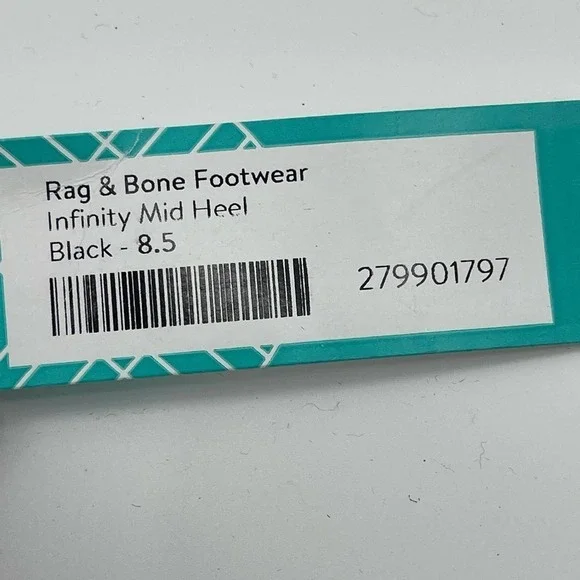 Rag & Bone Footwear
Infinity Mid Heel
Black - 8.5
279901797